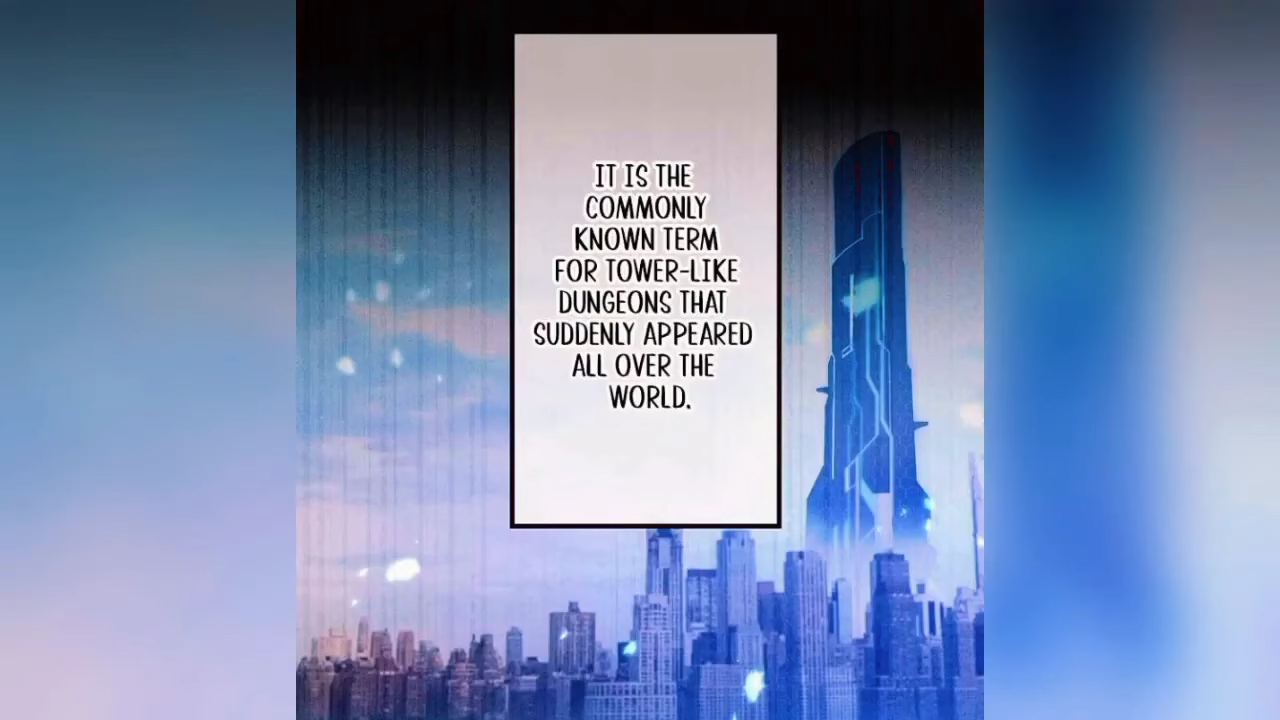 IT IS THE
COMMONLY
KNOWN TERM
FOR TOWER-LIKE
DUNGEONS THAT
SUDDENLY APPEARED
ALL OVER THE
WORLD.